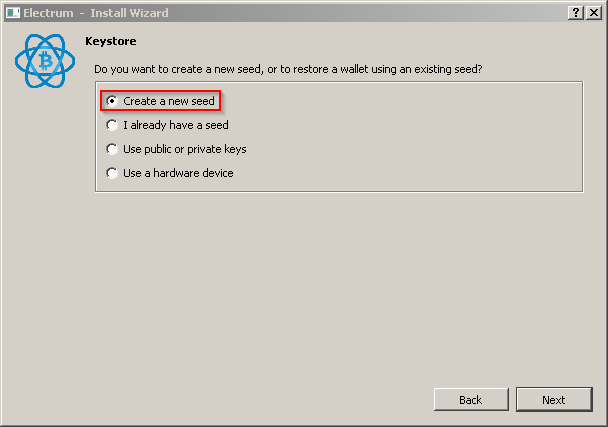 Electrum - Install Wizard
Keystore
Do you want to create a new seed, or to restore a wallet using an existing seed?
Create a new seed
I already have a seed
Use public or private keys
Use a hardware device
Back
Next